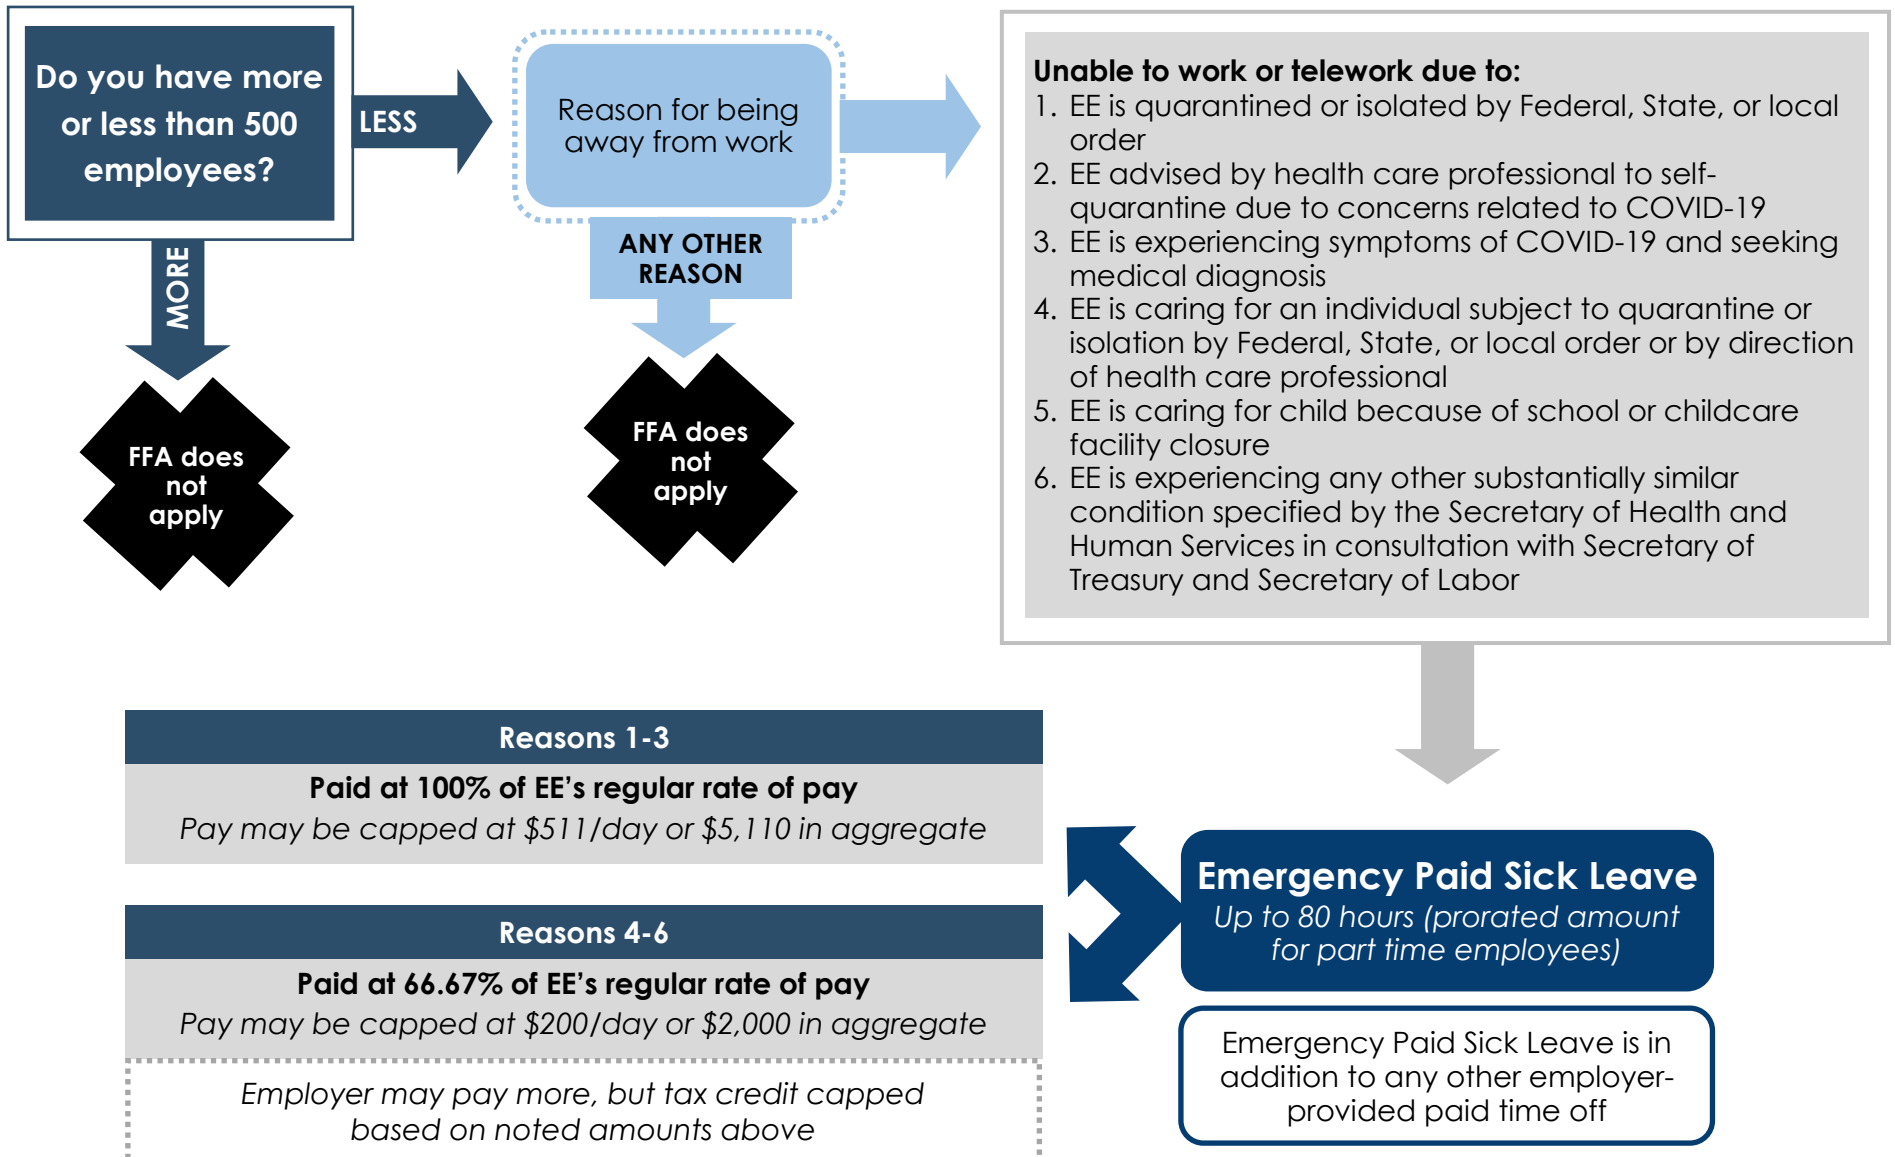 Do you have more
or less than 500
employees?
LESS
MORE
FFA does
not
apply
Reason for being
away from work
ANY OTHER
REASON
FFA does
not
apply
Unable to work or telework due to:
1. EE is quarantined or isolated by Federal, State, or local
order
2. EE advised by health care professional to self-
quarantine due to concerns related to COVID-19
3. EE is experiencing symptoms of COVID-19 and seeking
medical diagnosis
4. EE is caring for an individual subject to quarantine or
isolation by Federal, State, or local order or by direction
of health care professional
5. EE is caring for child because of school or childcare
facility closure
6. EE is experiencing any other substantially similar
condition specified by the Secretary of Health and
Human Services in consultation with Secretary of
Treasury and Secretary of Labor
Emergency Paid Sick Leave
Up to 80 hours (prorated amount
for part time employees)
Emergency Paid Sick Leave is in
addition to any other employer-
provided paid time off
Reasons 1-3
Paid at 100% of EE’s regular rate of pay
Pay may be capped at $511/day or $5,110 in aggregate
Reasons 4-6
Paid at 66.67% of EE’s regular rate of pay
Pay may be capped at $200/day or $2,000 in aggregate
Employer may pay more, but tax credit capped
based on noted amounts above